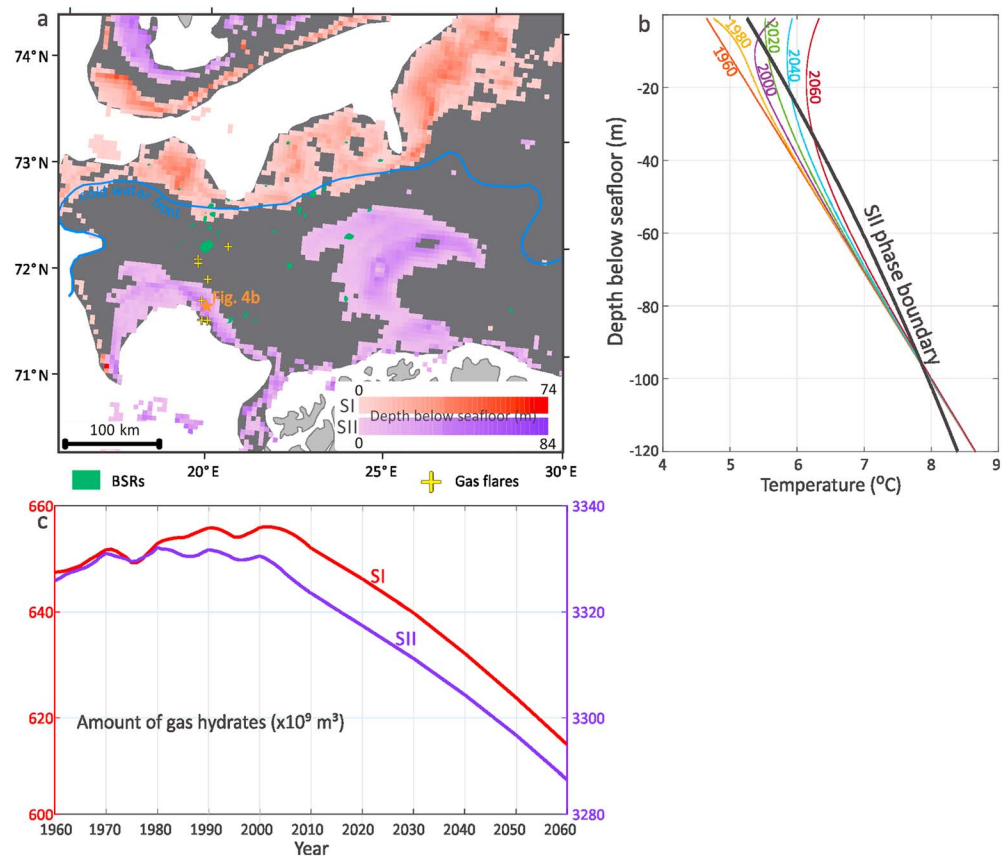 a
74°N
73°N
72°N
71°N
cold water front
Fig. 4b
0 74
SI
Depth below seafloor (m)
SII
0 84
100 km
20°E 25°E 30°E
BSRs Gas flares
b
-20
-40
-60
-80
-100
-120
Depth below seafloor (m)
1960
1980
2000
2020
2040
2060
SII phase boundary
4 5 6 7 8 9
Temperature (°C)
c
660
640
620
600
3340
3320
3300
3280
SI
SII
Amount of gas hydrates (x10⁹ m³)
1960 1970 1980 1990 2000 2010 2020 2030 2040 2050 2060
Year